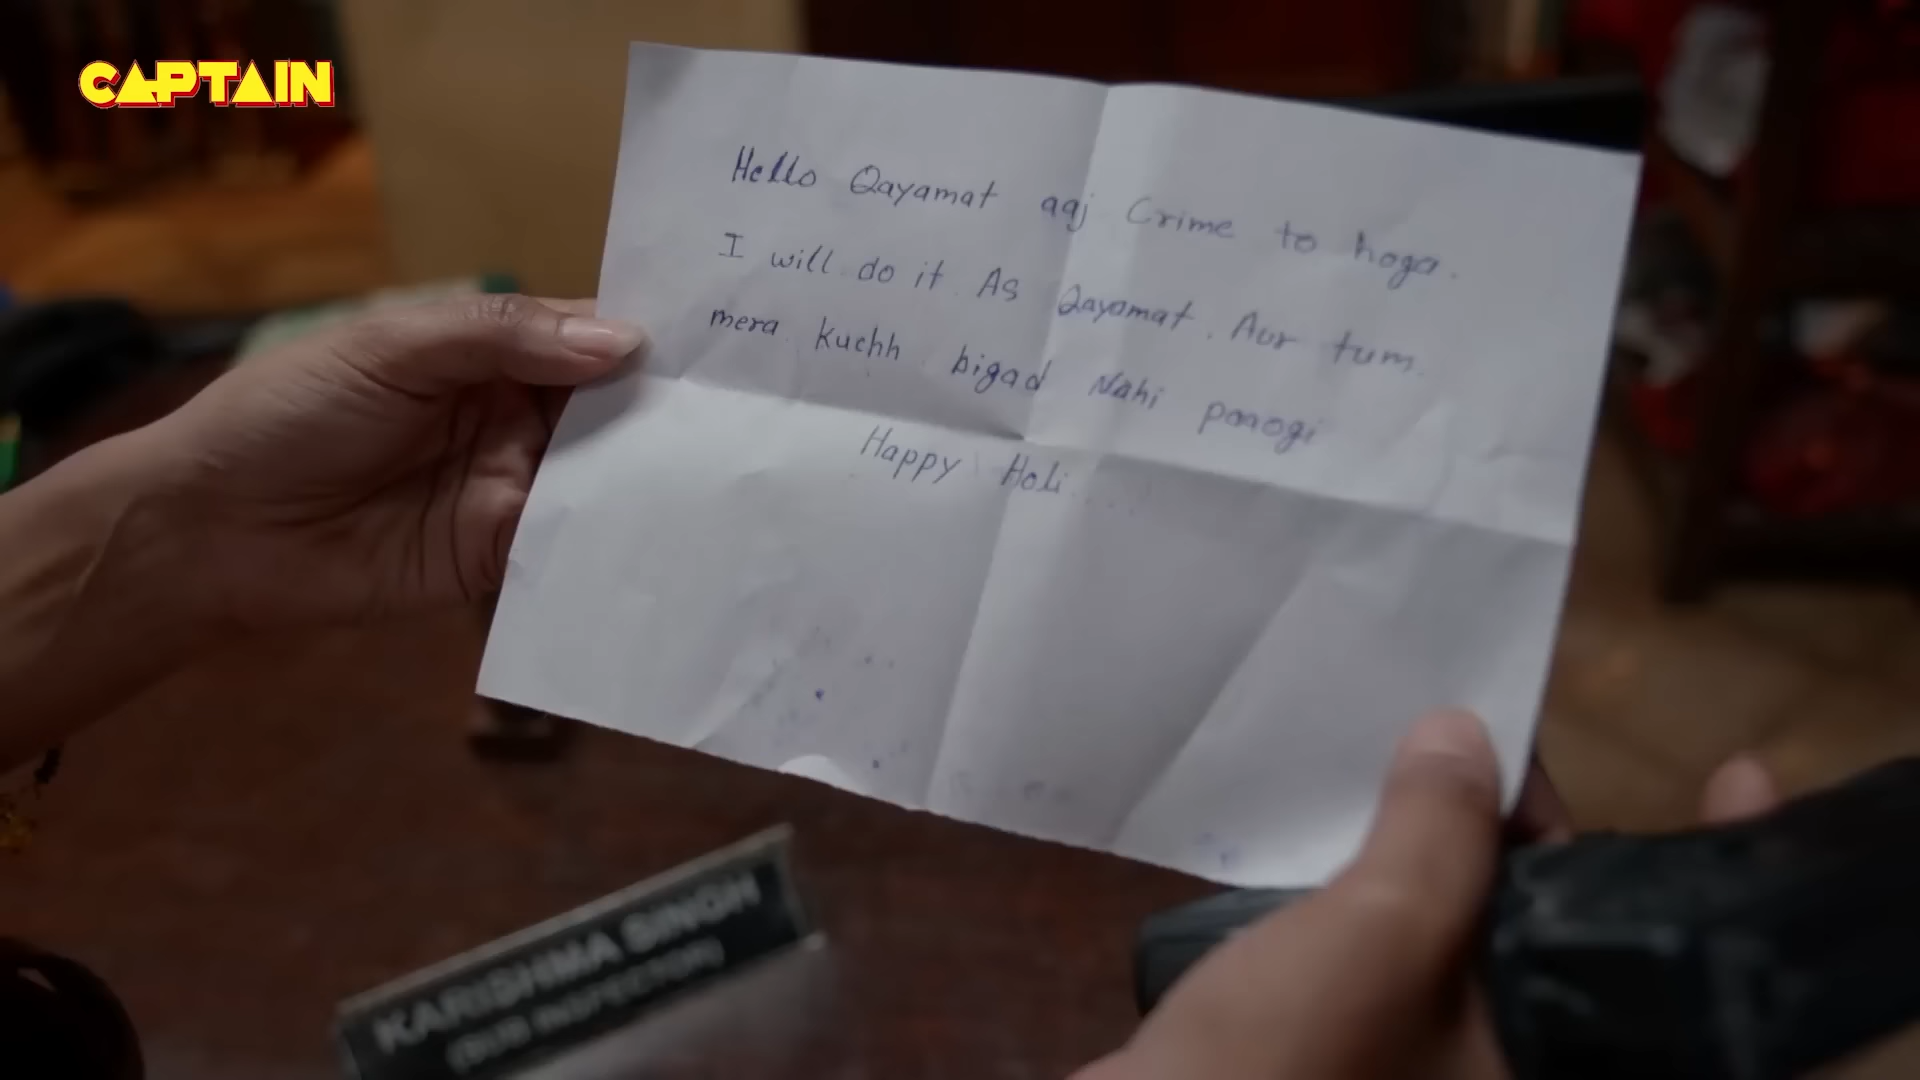 CAPTAIN
Hello Qayamat aaj Crime to hoga.
I will do it. As Qayamat. Aur tum.
mera kuchh bigad Nahi paaogi
Happy Holi
KARISHMA SINGH
(SUB INSPECTOR)